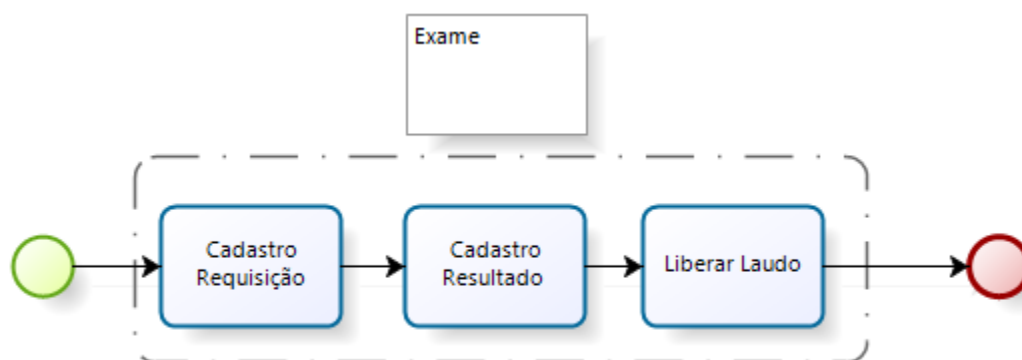 Exame
Cadastro
Requisição
Cadastro
Resultado
Liberar Laudo